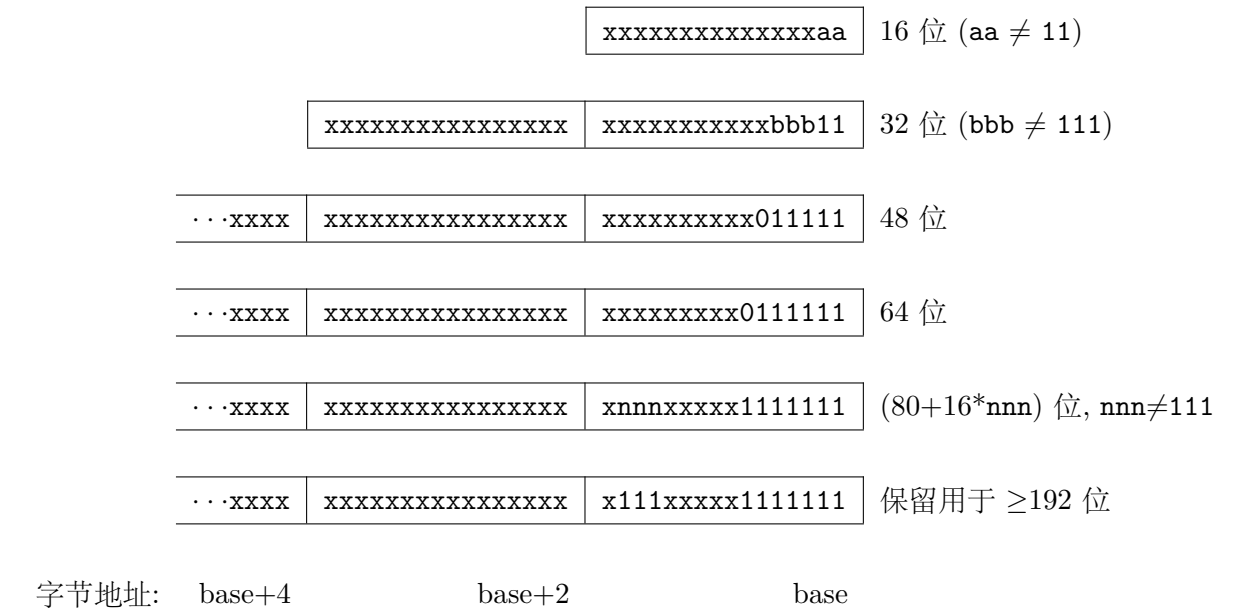 xxxxxxxxxxxxxxaa 16 位 (aa ≠ 11)
xxxxxxxxxxxxxxxx xxxxxxxxxxxbbb11 32 位 (bbb ≠ 111)
···xxxx xxxxxxxxxxxxxxxx xxxxxxxxxx011111 48 位
···xxxx xxxxxxxxxxxxxxxx xxxxxxxxx0111111 64 位
···xxxx xxxxxxxxxxxxxxxx xnnnxxxxx1111111 (80+16*nnn) 位, nnn≠111
···xxxx xxxxxxxxxxxxxxxx x111xxxxx1111111 保留用于 ≥192 位
字节地址: base+4 base+2 base